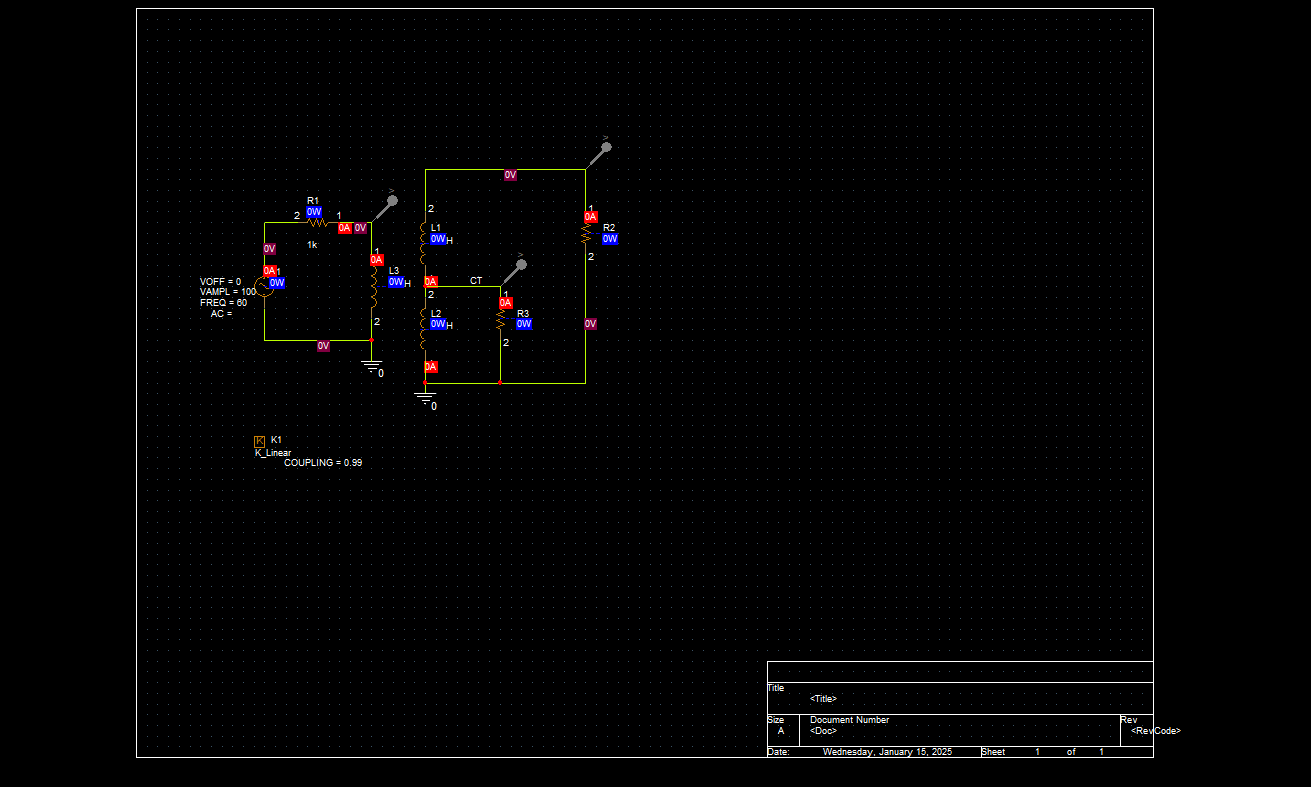 V
0V
V
R1
0W
2
1
0A
0V
1k
0V
0A
1
0W
VOFF = 0
VAMPL = 100
FREQ = 60
AC =
0V
1
0A
L3
0W
H
2
0
2
L1
0W
H
0A
2
CT
V
L2
0W
H
0A
0
1
0A
R3
0W
2
1
0A
R2
0W
2
0V
K
K1
K_Linear
COUPLING = 0.99
Title
<Title>
Size
Document Number
Rev
A
<Doc>
<RevCode>
Date:
Wednesday, January 15, 2025
Sheet
1
of
1